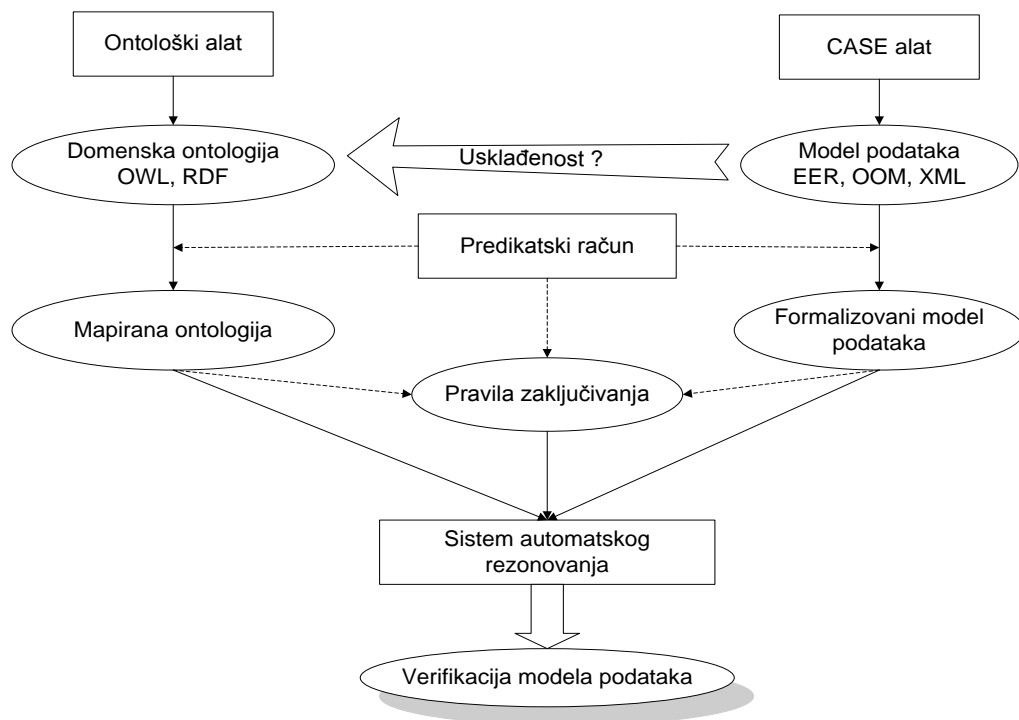 Ontološki alat
CASE alat
Domenska ontologija
OWL, RDF
Usklađenost ?
Model podataka
EER, OOM, XML
Predikatski račun
Mapirana ontologija
Formalizovani model
podataka
Pravila zaključivanja
Sistem automatskog
rezonovanja
Verifikacija modela podataka